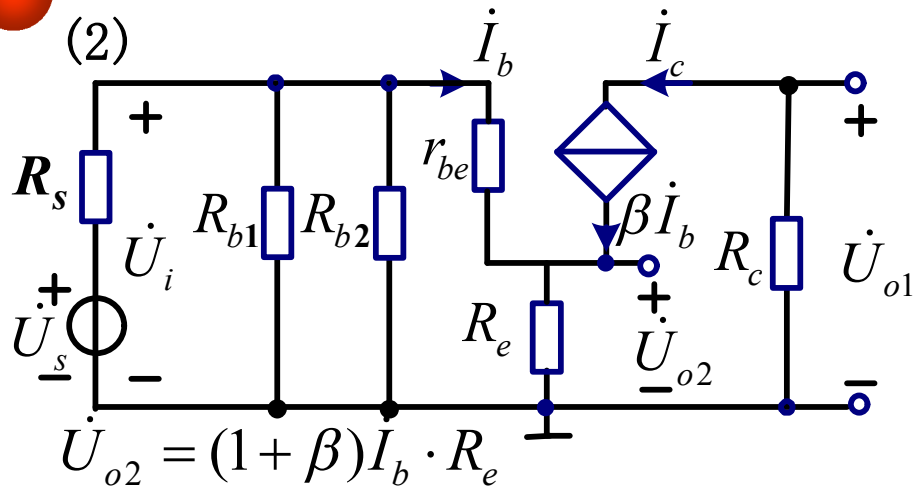 (2)
İ_b
İ_c
+
+
R_s
r_be
R_b1
R_b2
βİ_b
R_c
U̇_i
U̇_o1
+
+
U̇_s
R_e
U̇_o2
− − − −
U̇_o2 = (1 + β)İ_b · R_e